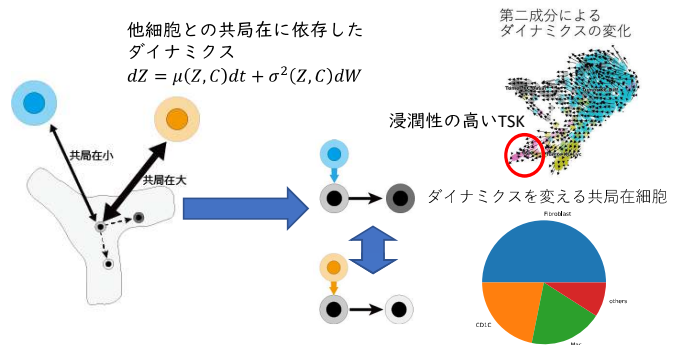 他細胞との共局在に依存した
ダイナミクス
dZ = μ(Z, C)dt + σ²(Z, C)dW
共局在小
共局在大
第二成分による
ダイナミクスの変化
浸潤性の高いTSK
ダイナミクスを変える共局在細胞
Fibroblast
CD1C
others